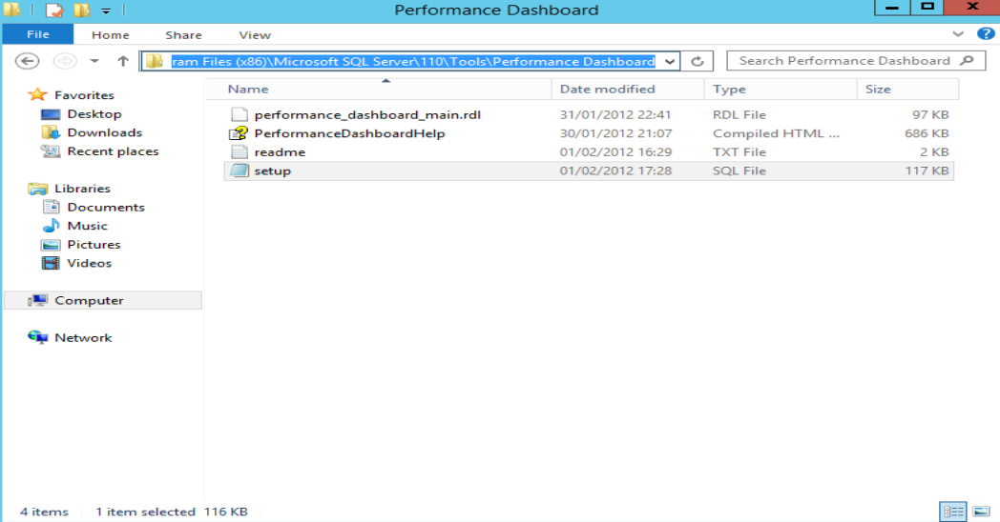 Performance Dashboard
File Home Share View
ram Files (x86)\Microsoft SQL Server\110\Tools\Performance Dashboard Search Performance Dashboard
Name Date modified Type Size
performance_dashboard_main.rdl 31/01/2012 22:41 RDL File 97 KB
PerformanceDashboardHelp 30/01/2012 21:07 Compiled HTML ... 686 KB
readme 01/02/2012 16:29 TXT File 2 KB
setup 01/02/2012 17:28 SQL File 117 KB
Favorites
Desktop
Downloads
Recent places
Libraries
Documents
Music
Pictures
Videos
Computer
Network
4 items 1 item selected 116 KB